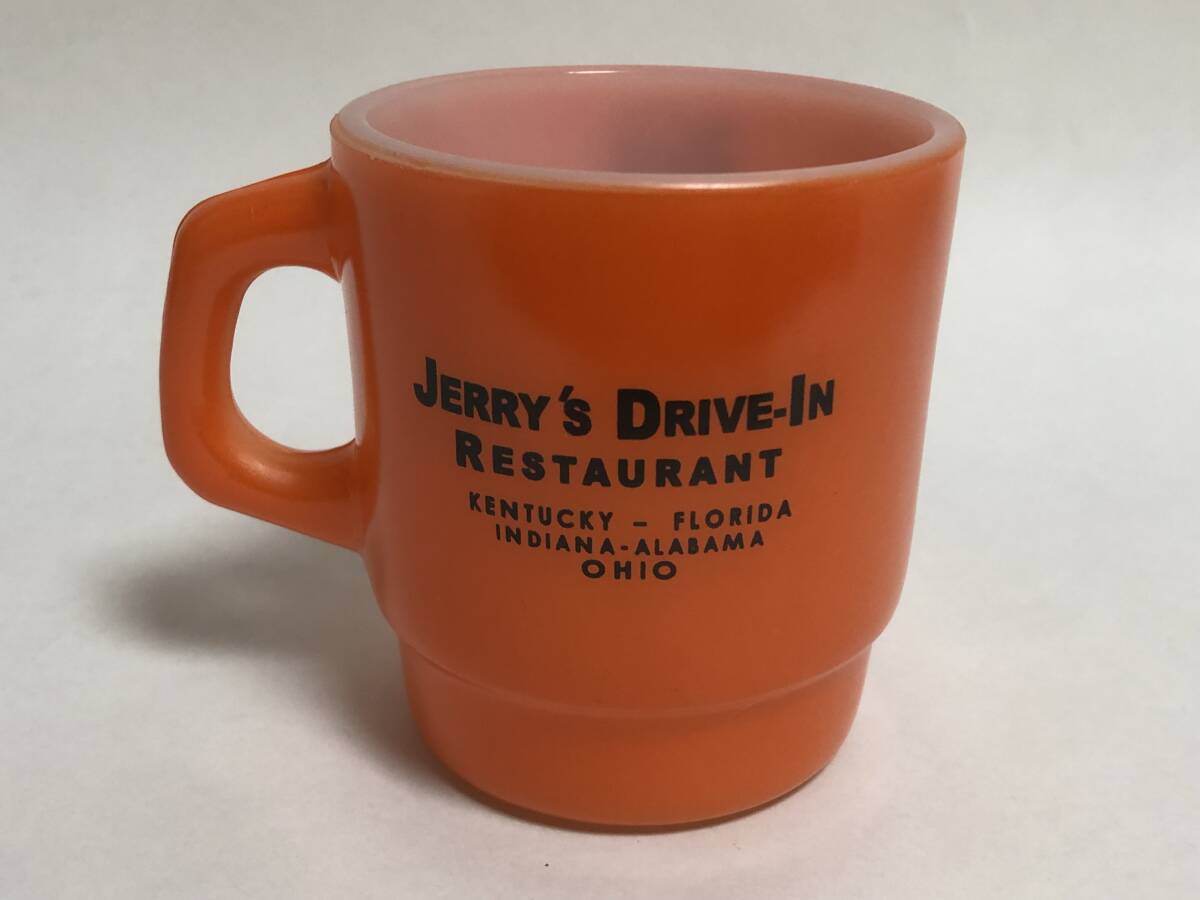 JERRY'S DRIVE-IN
RESTAURANT
KENTUCKY – FLORIDA
INDIANA-ALABAMA
OHIO